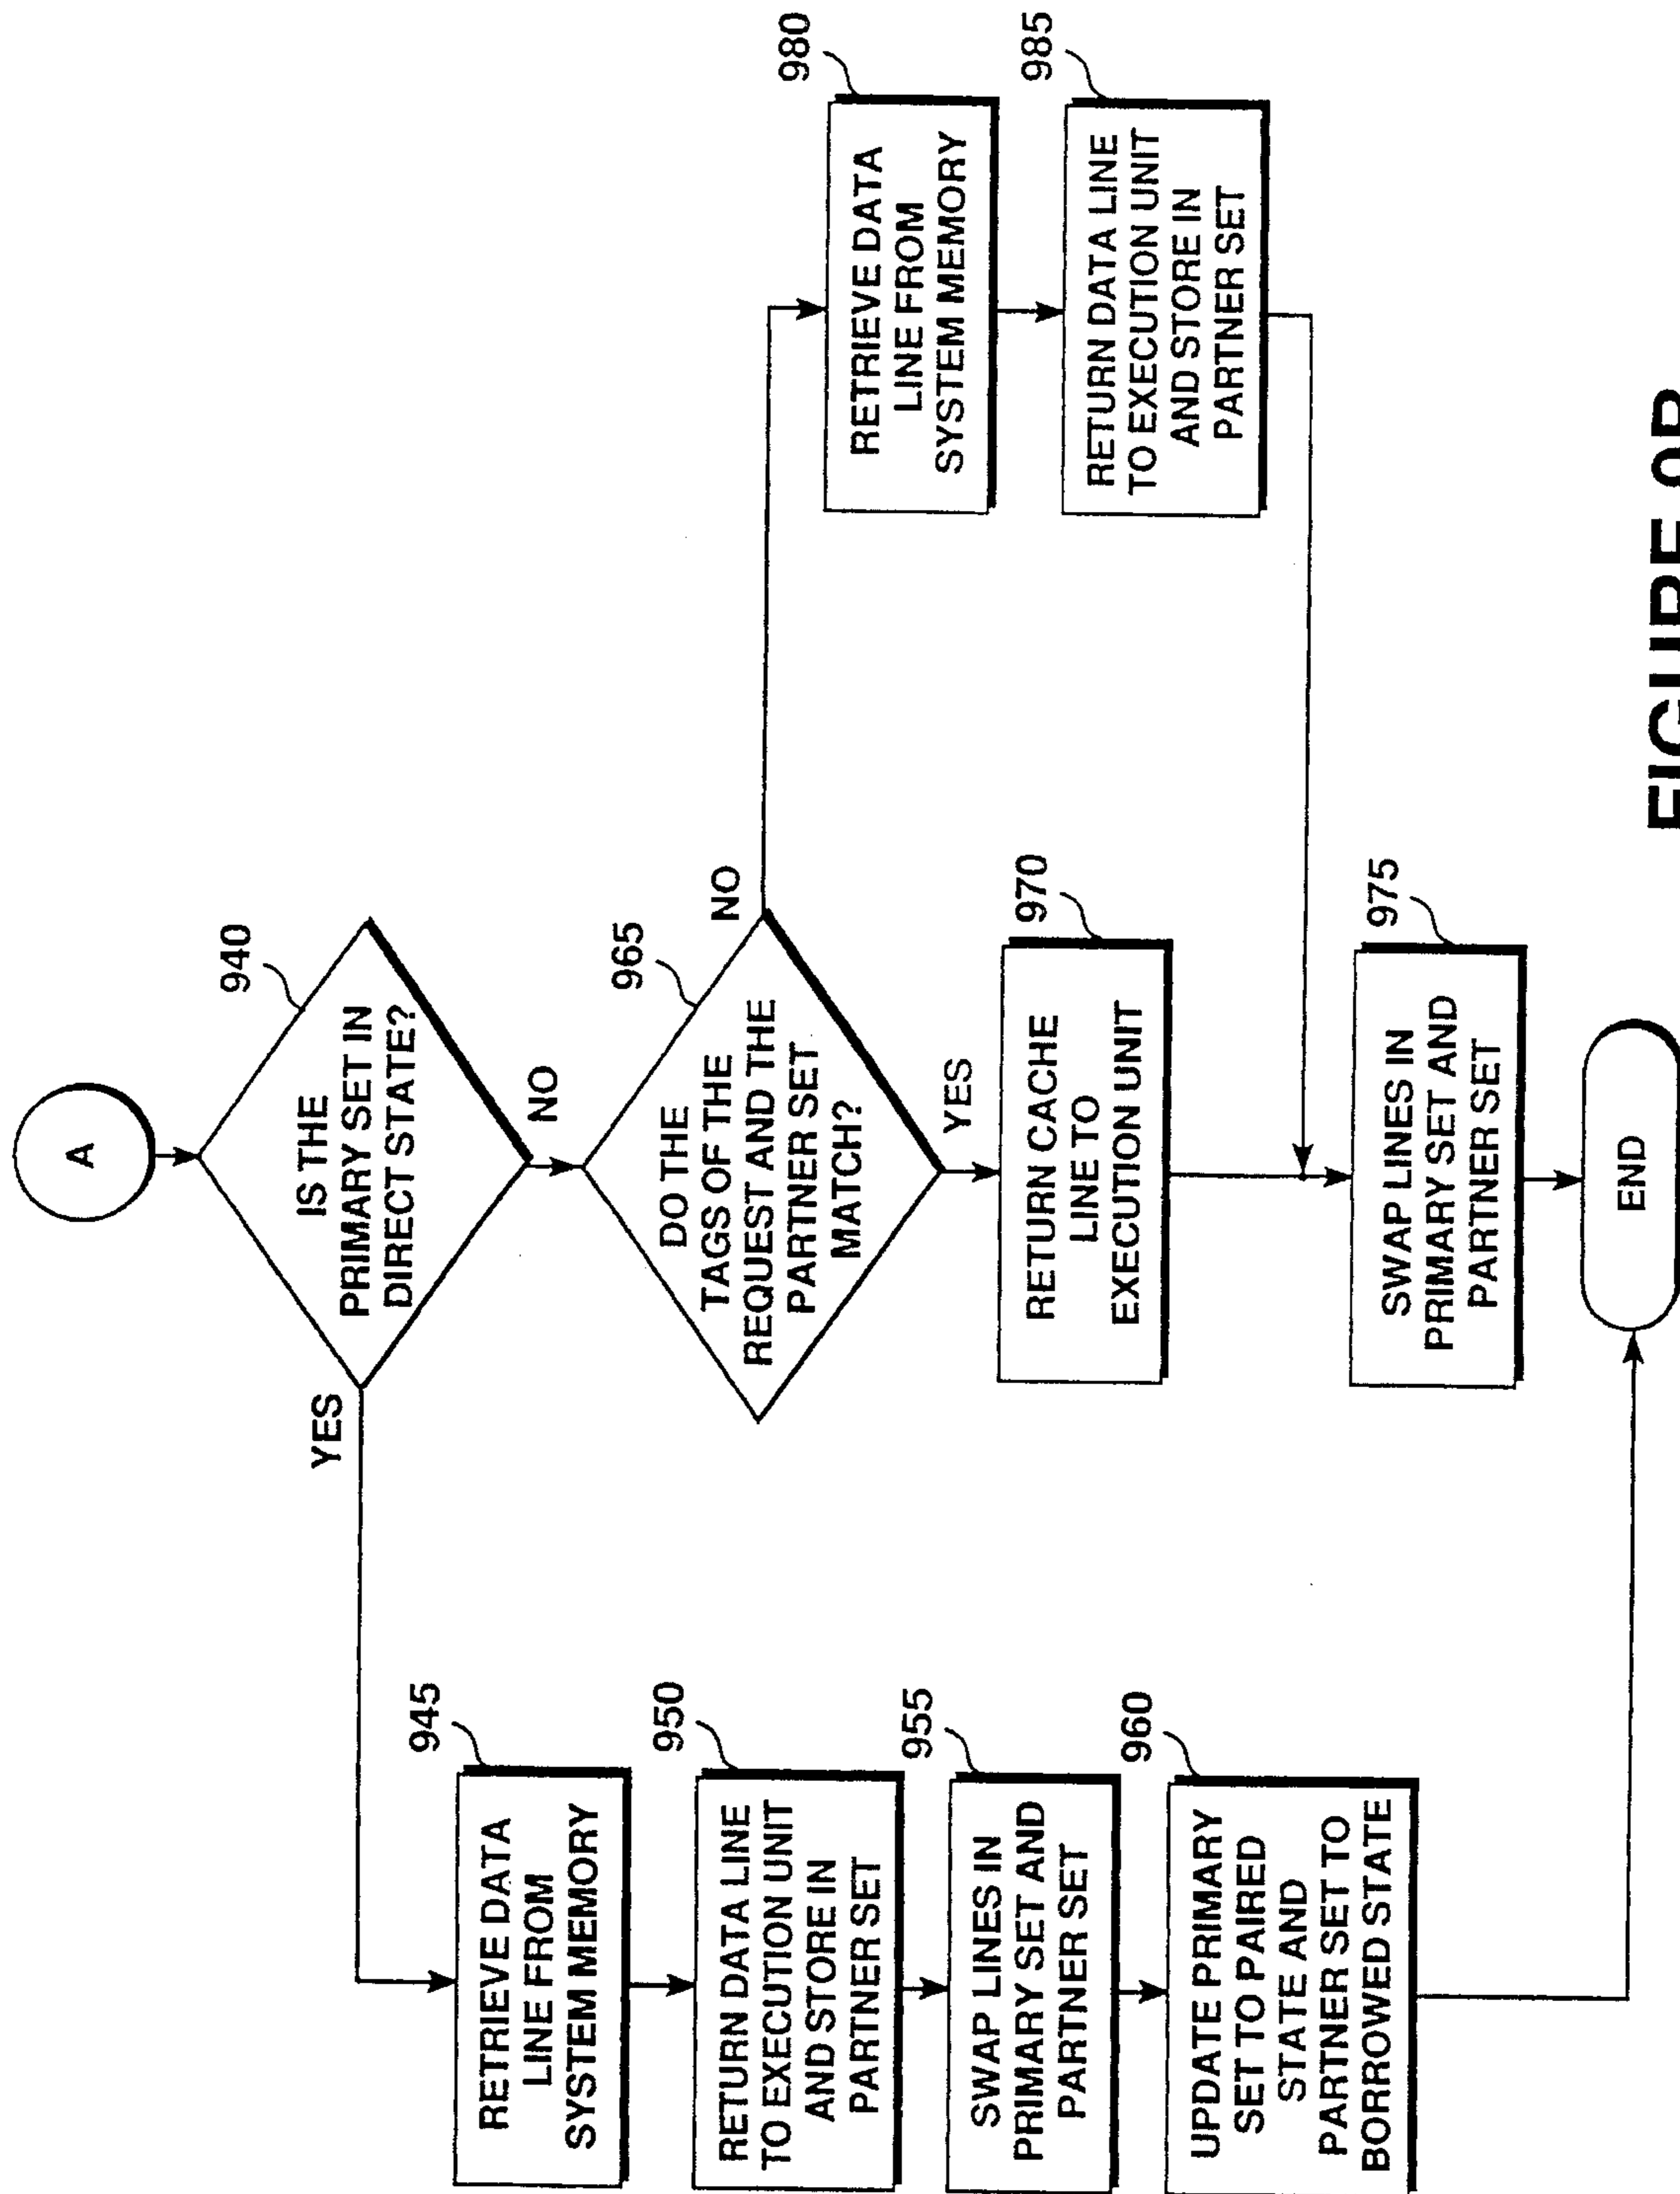 A
940
IS THE
PRIMARY SET IN
DIRECT STATE?
YES
NO
945
RETRIEVE DATA
LINE FROM
SYSTEM MEMORY
950
RETURN DATA LINE
TO EXECUTION UNIT
AND STORE IN
PARTNER SET
955
SWAP LINES IN
PRIMARY SET AND
PARTNER SET
960
UPDATE PRIMARY
SET TO PAIRED
STATE AND
PARTNER SET TO
BORROWED STATE
965
DO THE
TAGS OF THE
REQUEST AND THE
PARTNER SET
MATCH?
NO
YES
970
RETURN CACHE
LINE TO
EXECUTION UNIT
975
SWAP LINES IN
PRIMARY SET AND
PARTNER SET
980
RETRIEVE DATA
LINE FROM
SYSTEM MEMORY
985
RETURN DATA LINE
TO EXECUTION UNIT
AND STORE IN
PARTNER SET
END
FIGURE